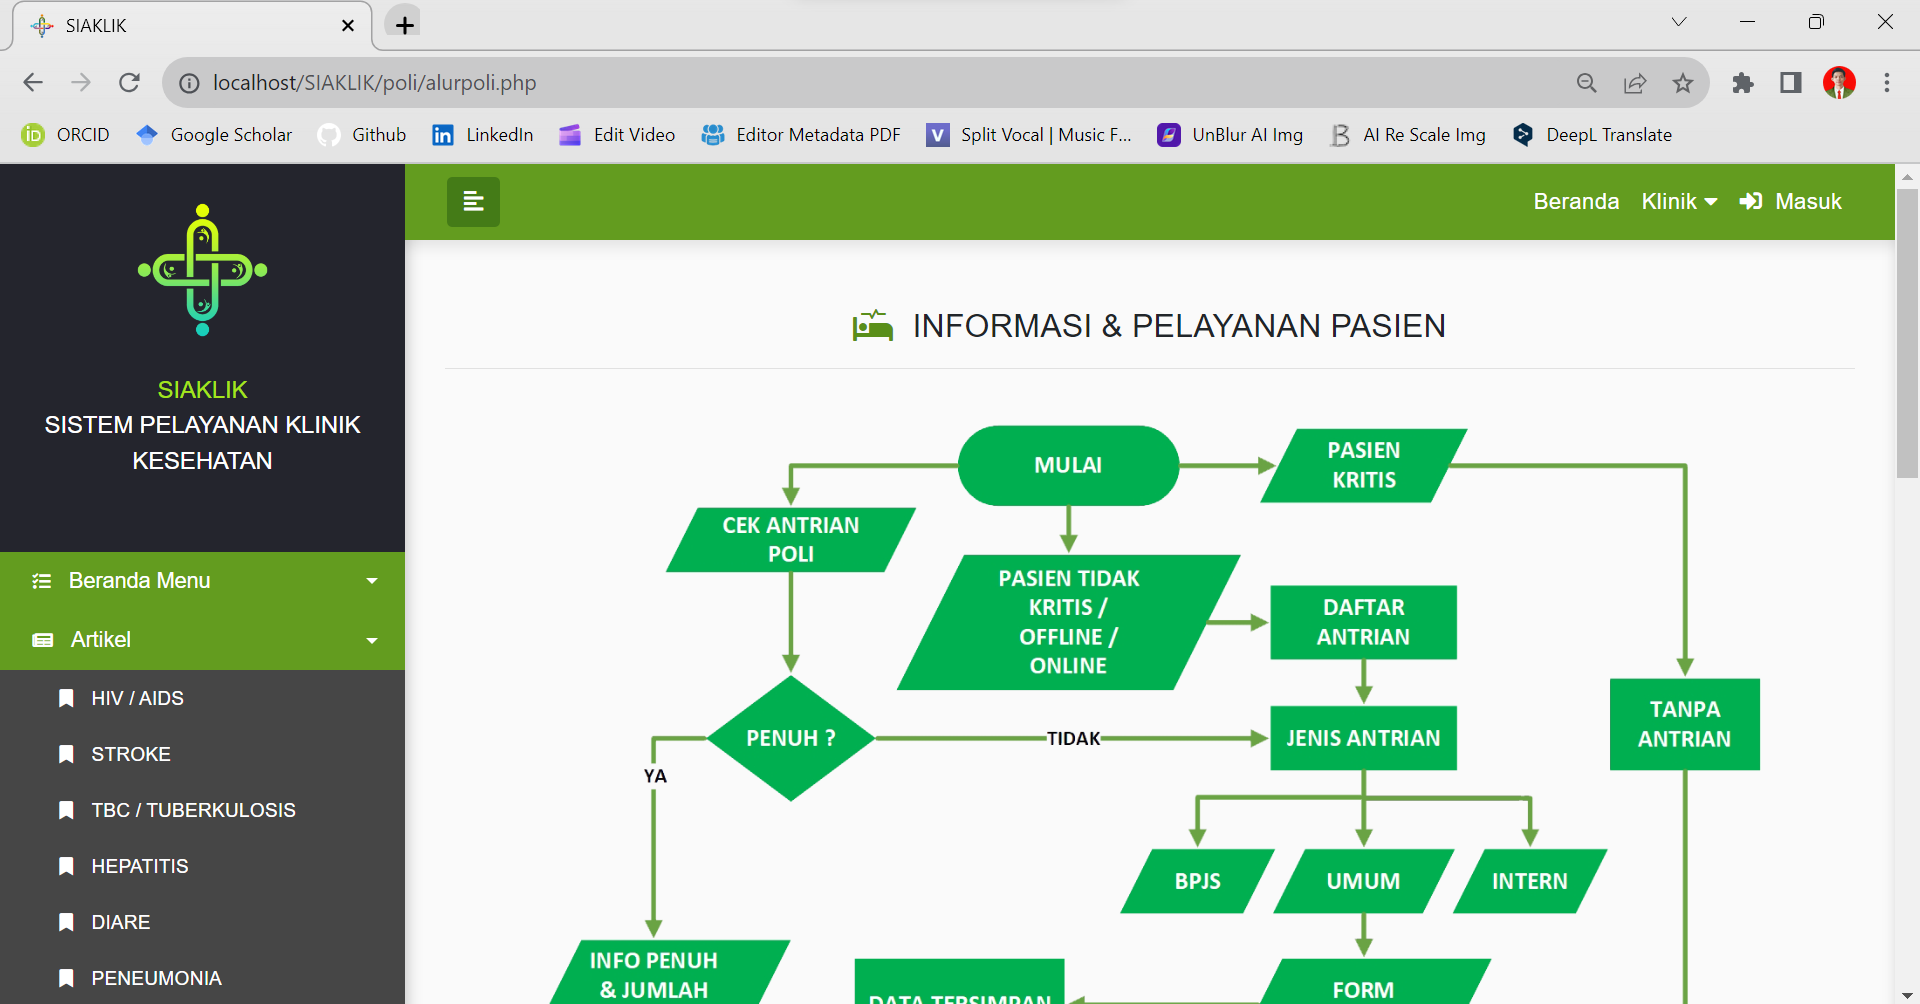 SIAKLIK
localhost/SIAKLIK/poli/alurpoli.php
ORCID
Google Scholar
Github
LinkedIn
Edit Video
Editor Metadata PDF
Split Vocal | Music F...
UnBlur AI Img
AI Re Scale Img
DeepL Translate
Beranda
Klinik
Masuk
SIAKLIK
SISTEM PELAYANAN KLINIK
KESEHATAN
Beranda Menu
Artikel
HIV / AIDS
STROKE
TBC / TUBERKULOSIS
HEPATITIS
DIARE
PENEUMONIA
INFORMASI & PELAYANAN PASIEN
MULAI
PASIEN
KRITIS
CEK ANTRIAN
POLI
PASIEN TIDAK
KRITIS /
OFFLINE /
ONLINE
DAFTAR
ANTRIAN
TANPA
ANTRIAN
PENUH ?
TIDAK
JENIS ANTRIAN
YA
BPJS
UMUM
INTERN
INFO PENUH
& JUMLAH
DATA TERSIMPAN
FORM